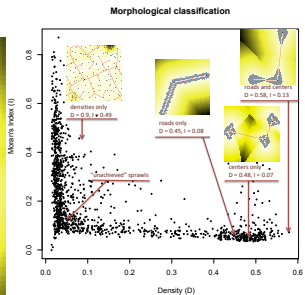 Morphological classification
Moran's Index (I)
0.8
0.6
0.4
0.2
0.0
densities only
D = 0.9, I = 0.49
roads only
D = 0.45, I = 0.08
roads and centers
D = 0.58, I = 0.13
centers only
D = 0.48, I = 0.07
"unachieved" sprawls
0.0 0.1 0.2 0.3 0.4 0.5 0.6
Density (D)